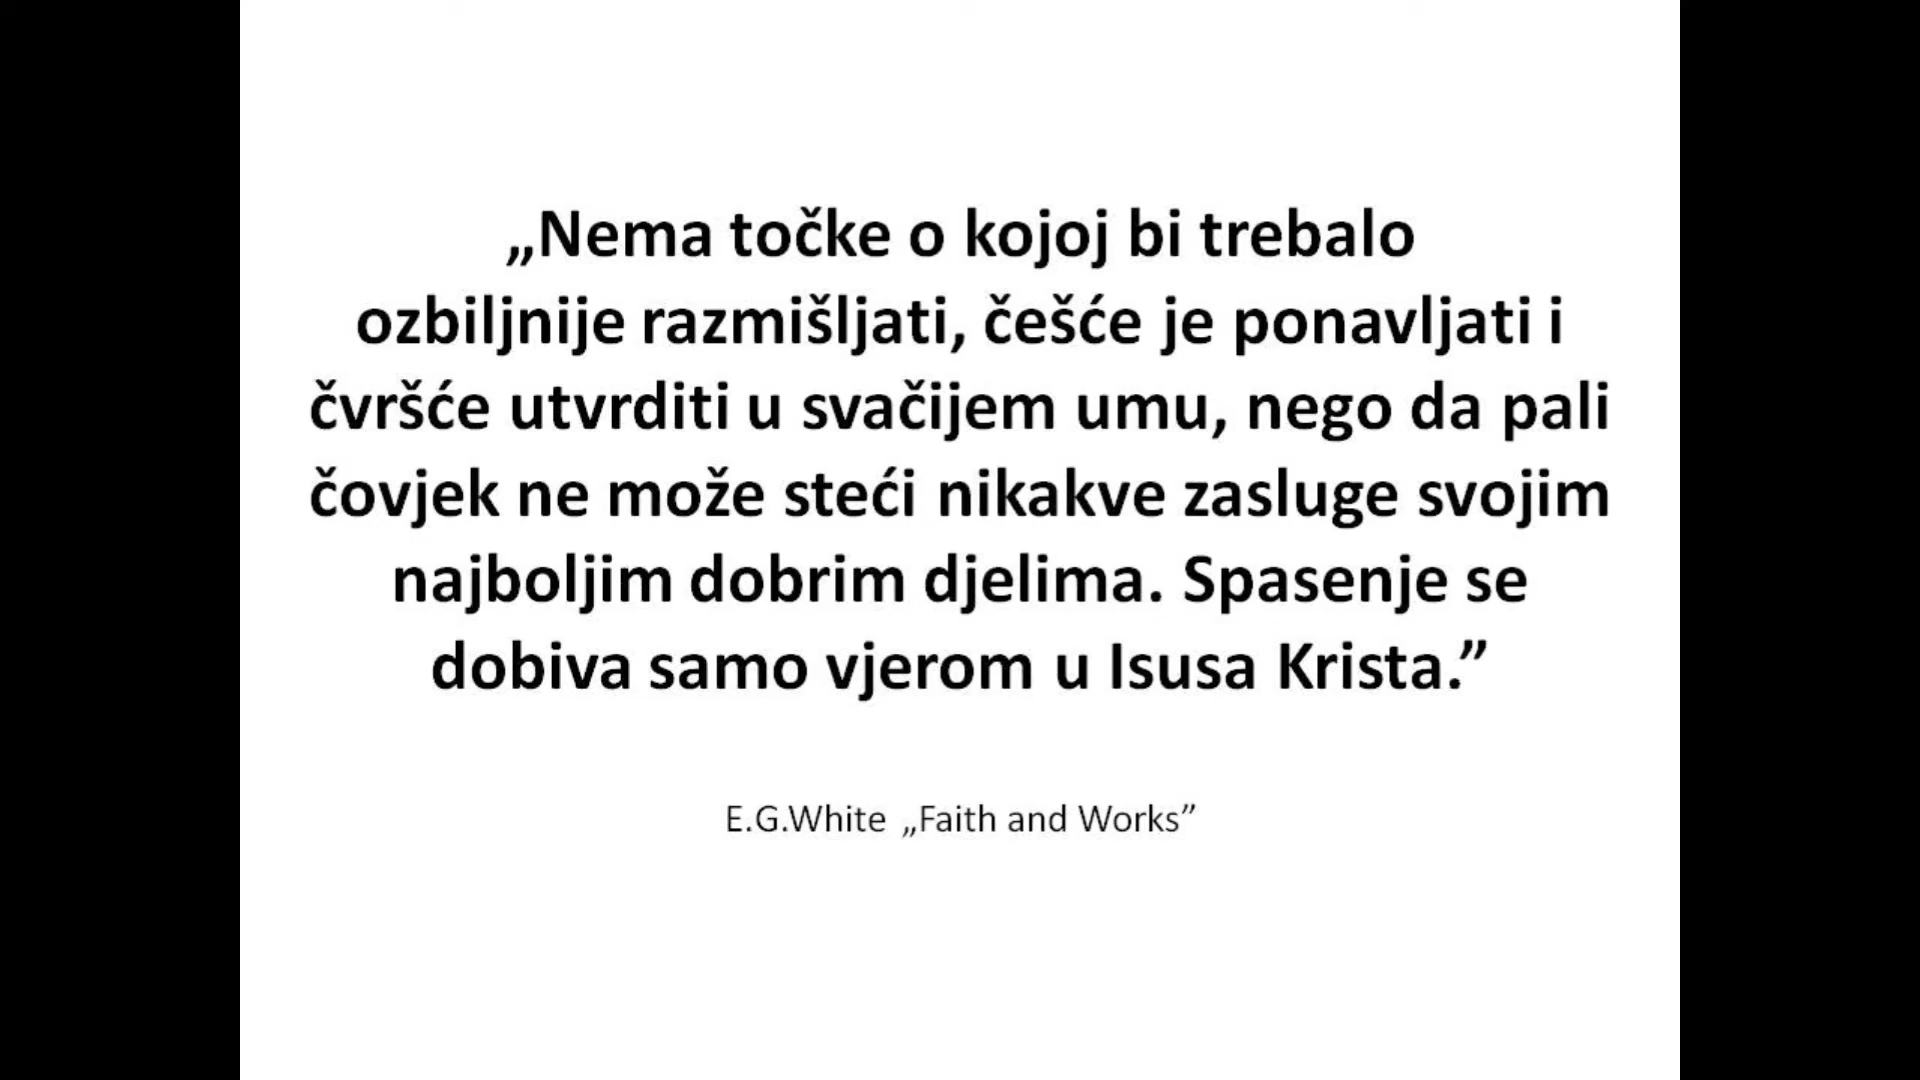 „Nema točke o kojoj bi trebalo
ozbiljnije razmišljati, češće je ponavljati i
čvršće utvrditi u svačijem umu, nego da pali
čovjek ne može steći nikakve zasluge svojim
najboljim dobrim djelima. Spasenje se
dobiva samo vjerom u Isusa Krista.”
E.G.White „Faith and Works”